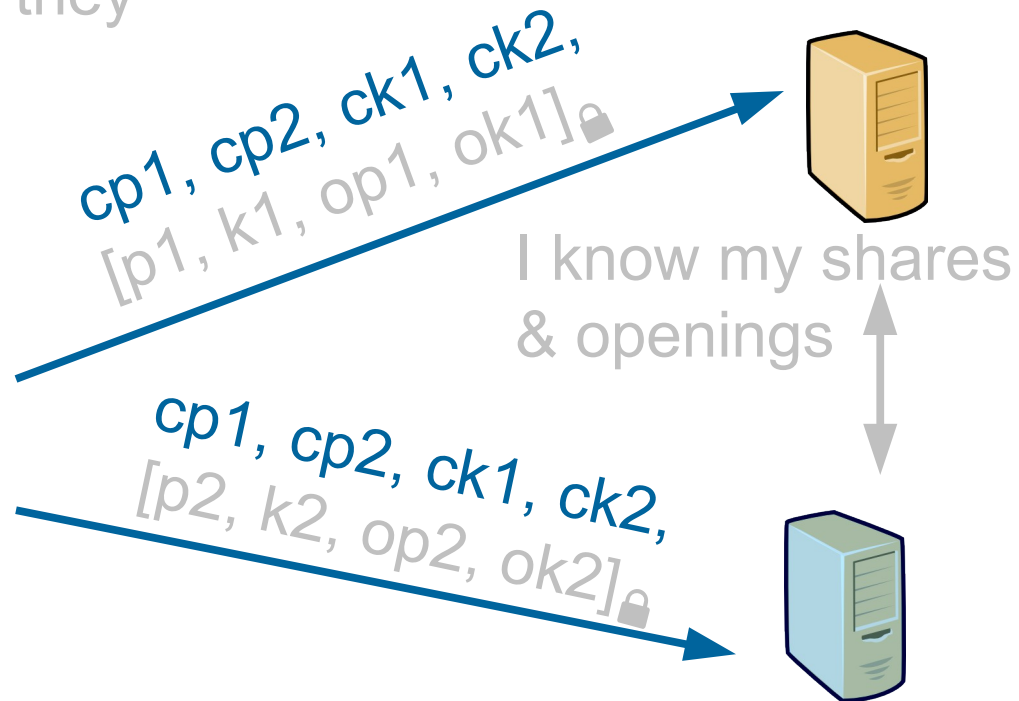 they
cp1, cp2, ck1, ck2,
[p1, k1, op1, ok1]
I know my shares
& openings
cp1, cp2, ck1, ck2,
[p2, k2, op2, ok2]